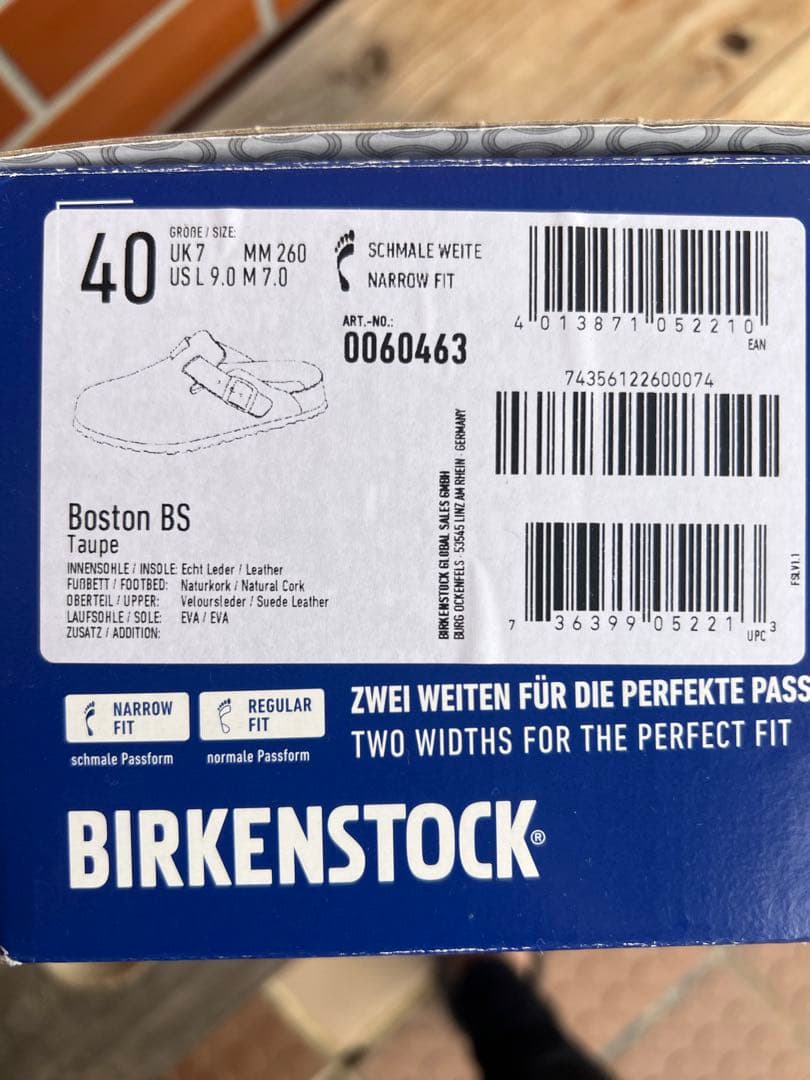 40
GRÖßE / SIZE:
UK 7 MM 260
US L 9.0 M 7.0
SCHMALE WEITE
NARROW FIT
ART.-NO.:
0060463
4 013871 052210
EAN
74356122600074
Boston BS
Taupe
INNENSOHLE / INSOLE: Echt Leder / Leather
FUßBETT / FOOTBED: Naturkork / Natural Cork
OBERTEIL / UPPER: Veloursleder / Suede Leather
LAUFSOHLE / SOLE: EVA / EVA
ZUSATZ / ADDITION:
BIRKENSTOCK GLOBAL SALES GMBH
BURG OCKENFELS · 53545 LINZ AM RHEIN · GERMANY
7 36399 05221 3
UPC
FSLV1.1
NARROW FIT
schmale Passform
REGULAR FIT
normale Passform
ZWEI WEITEN FÜR DIE PERFEKTE PASS
TWO WIDTHS FOR THE PERFECT FIT
BIRKENSTOCK®